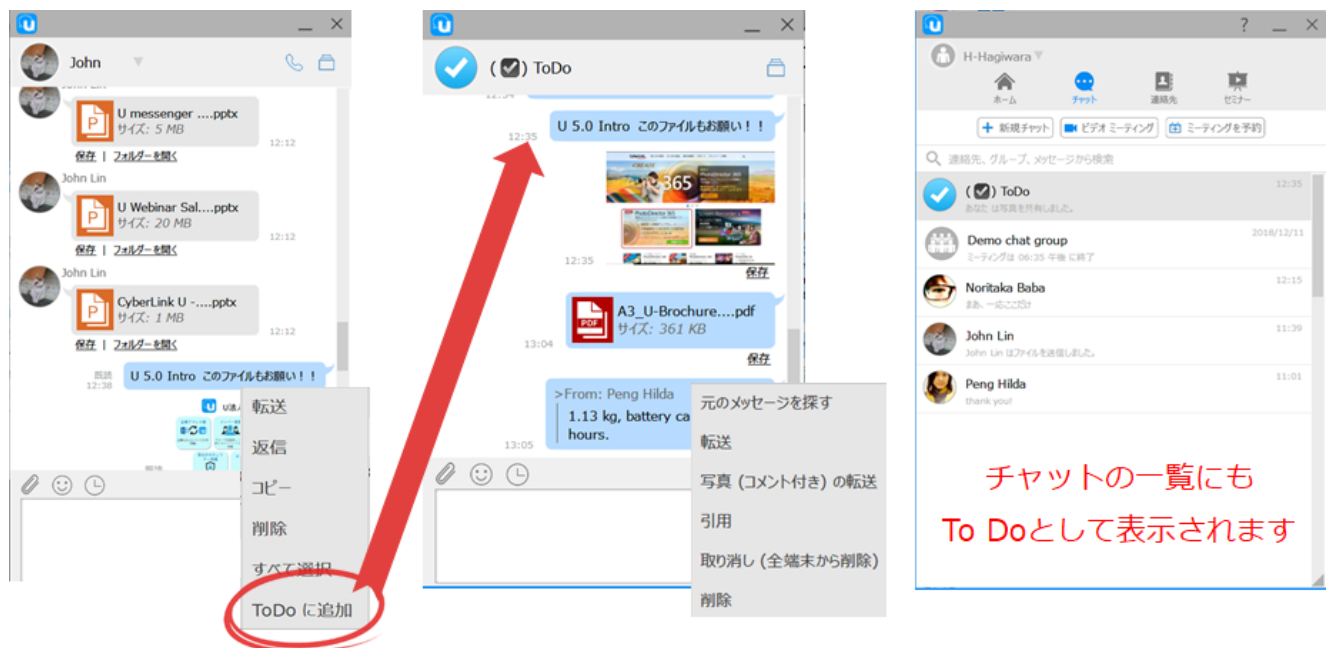 John
John Lin
U messenger ....pptx
サイズ: 5 MB
12:12
保存 | フォルダーを開く
John Lin
U Webinar Sal....pptx
サイズ: 20 MB
12:12
保存 | フォルダーを開く
John Lin
CyberLink U -....pptx
サイズ: 1 MB
12:12
保存 | フォルダーを開く
既読
12:38
U 5.0 Intro このファイルもお願い！！
転送
返信
コピー
削除
すべて選択
ToDo に追加
(☑) ToDo
12:34
12:35
U 5.0 Intro このファイルもお願い！！
365
12:35
保存
A3_U-Brochure....pdf
PDF
サイズ: 361 KB
13:04
保存
>From: Peng Hilda
1.13 kg, battery ca
hours.
13:05
元のメッセージを探す
転送
写真 (コメント付き) の転送
引用
取り消し (全端末から削除)
削除
?
H-Hagiwara
ホーム
チャット
連絡先
セミナー
新規チャット
ビデオ ミーティング
ミーティングを予約
連絡先、グループ、メッセージから検索
(☑) ToDo
12:35
あなた は写真を共有しました。
Demo chat group
2018/12/11
ミーティングは 06:35 午後 に終了
Noritaka Baba
12:15
まあ、一応ここだけ
John Lin
11:39
John Lin はファイルを送信しました。
Peng Hilda
11:01
thank you!
チャットの一覧にも
To Doとして表示されます